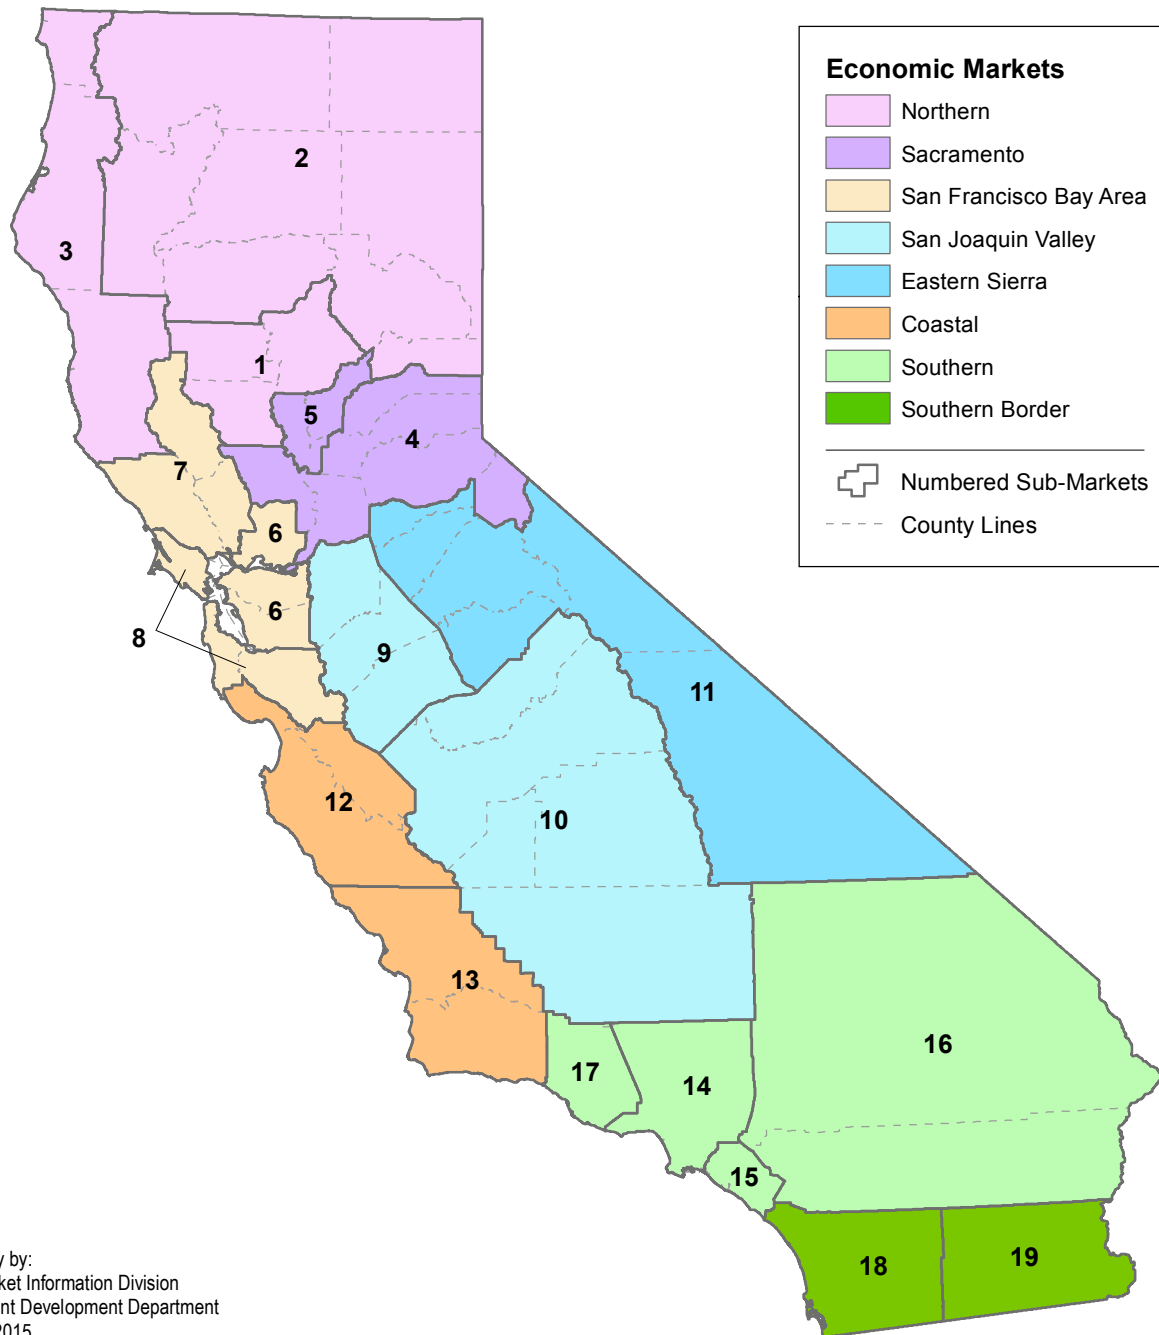 Economic Markets
Northern
Sacramento
San Francisco Bay Area
San Joaquin Valley
Eastern Sierra
Coastal
Southern
Southern Border
Numbered Sub-Markets
County Lines
2
3
1
5
4
7
6
6
8
9
11
12
10
13
16
17
14
15
18
19
by:
Information Division
Development Department
2015